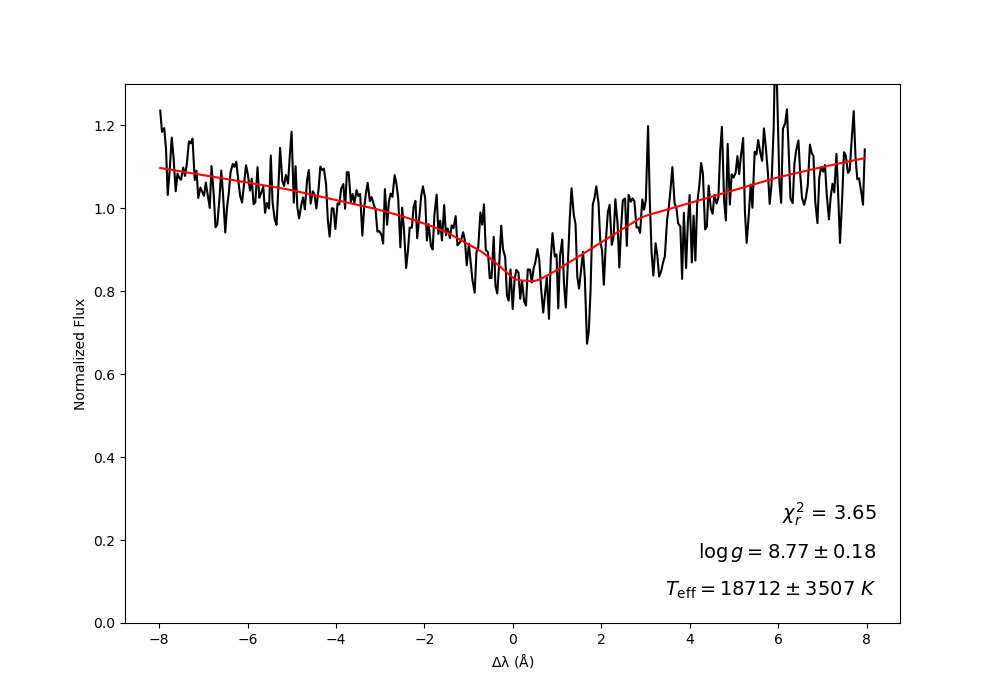 1.2
1.0
0.8
0.6
0.4
0.2
0.0
Normalized Flux
χ²ᵣ = 3.65
log g = 8.77 ± 0.18
T_eff = 18712 ± 3507 K
−8 −6 −4 −2 0 2 4 6 8
Δλ (Å)